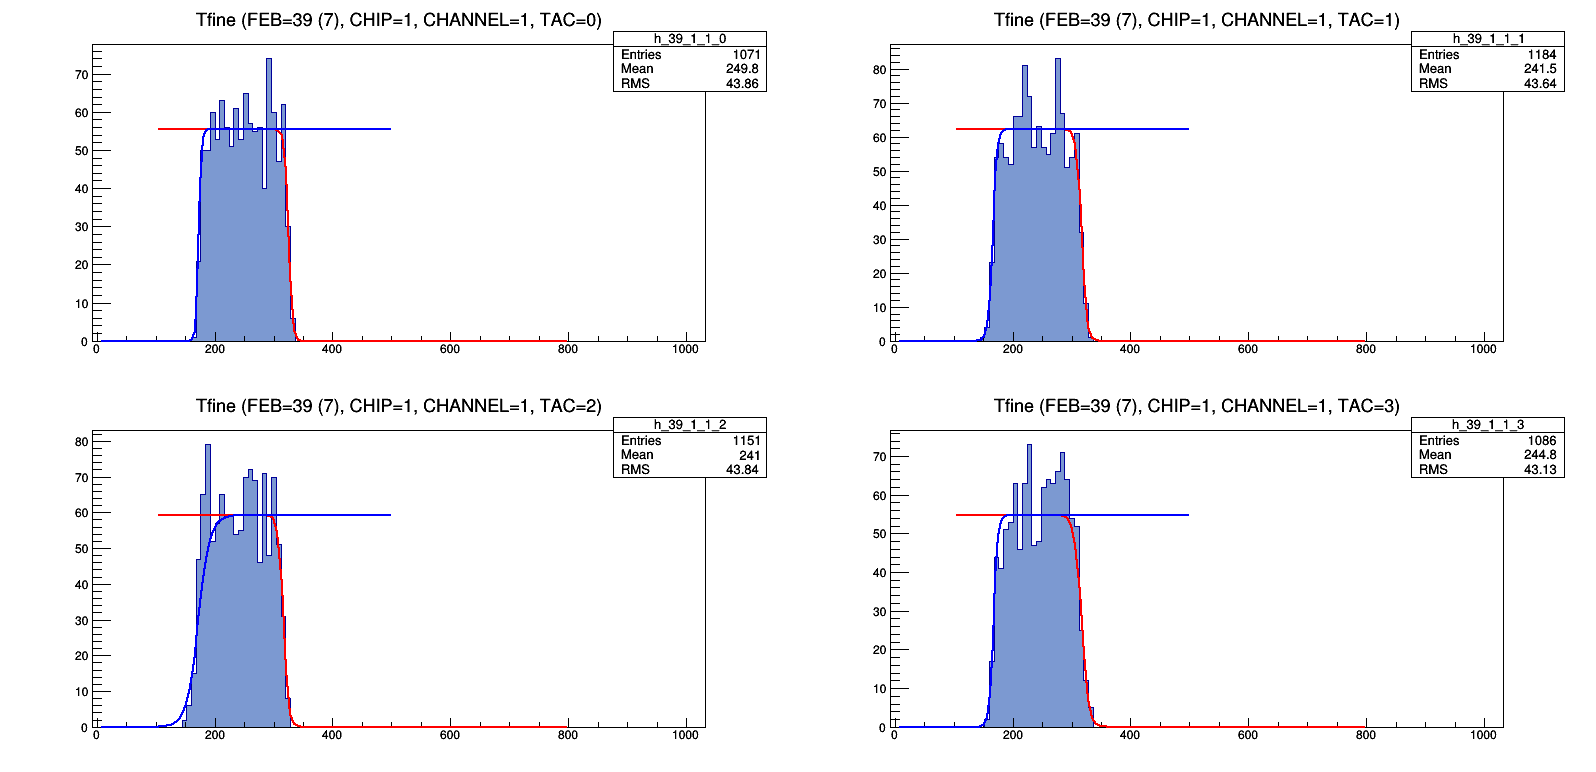 Tfine (FEB=39 (7), CHIP=1, CHANNEL=1, TAC=0)
h_39_1_1_0
Entries 1071
Mean 249.8
RMS 43.86
70
60
50
40
30
20
10
0
0 200 400 600 800 1000
Tfine (FEB=39 (7), CHIP=1, CHANNEL=1, TAC=1)
h_39_1_1_1
Entries 1184
Mean 241.5
RMS 43.64
80
70
60
50
40
30
20
10
0
0 200 400 600 800 1000
Tfine (FEB=39 (7), CHIP=1, CHANNEL=1, TAC=2)
h_39_1_1_2
Entries 1151
Mean 241
RMS 43.84
80
70
60
50
40
30
20
10
0
0 200 400 600 800 1000
Tfine (FEB=39 (7), CHIP=1, CHANNEL=1, TAC=3)
h_39_1_1_3
Entries 1086
Mean 244.8
RMS 43.13
70
60
50
40
30
20
10
0
0 200 400 600 800 1000